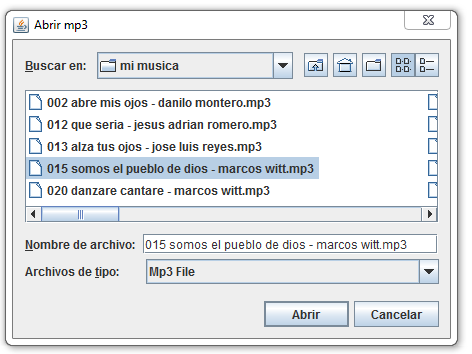 Abrir mp3
Buscar en: mi musica
002 abre mis ojos - danilo montero.mp3
012 que seria - jesus adrian romero.mp3
013 alza tus ojos - jose luis reyes.mp3
015 somos el pueblo de dios - marcos witt.mp3
020 danzare cantare - marcos witt.mp3
Nombre de archivo: 015 somos el pueblo de dios - marcos witt.mp3
Archivos de tipo: Mp3 File
Abrir Cancelar